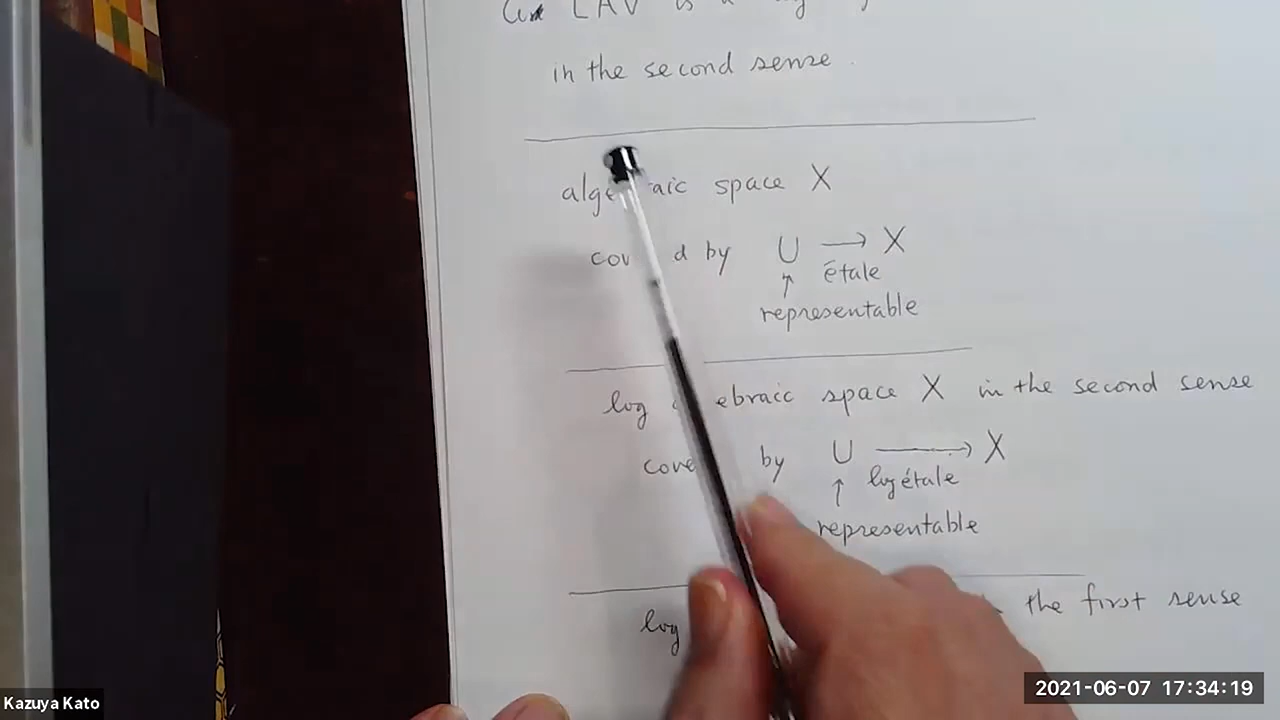 in the second sense
algebraic space X
covered by U → X
étale
↑
representable
log algebraic space X in the second sense
by U → X
↑ log étale
representable
log the first sense
Kazuya Kato
2021-06-07 17:34:19